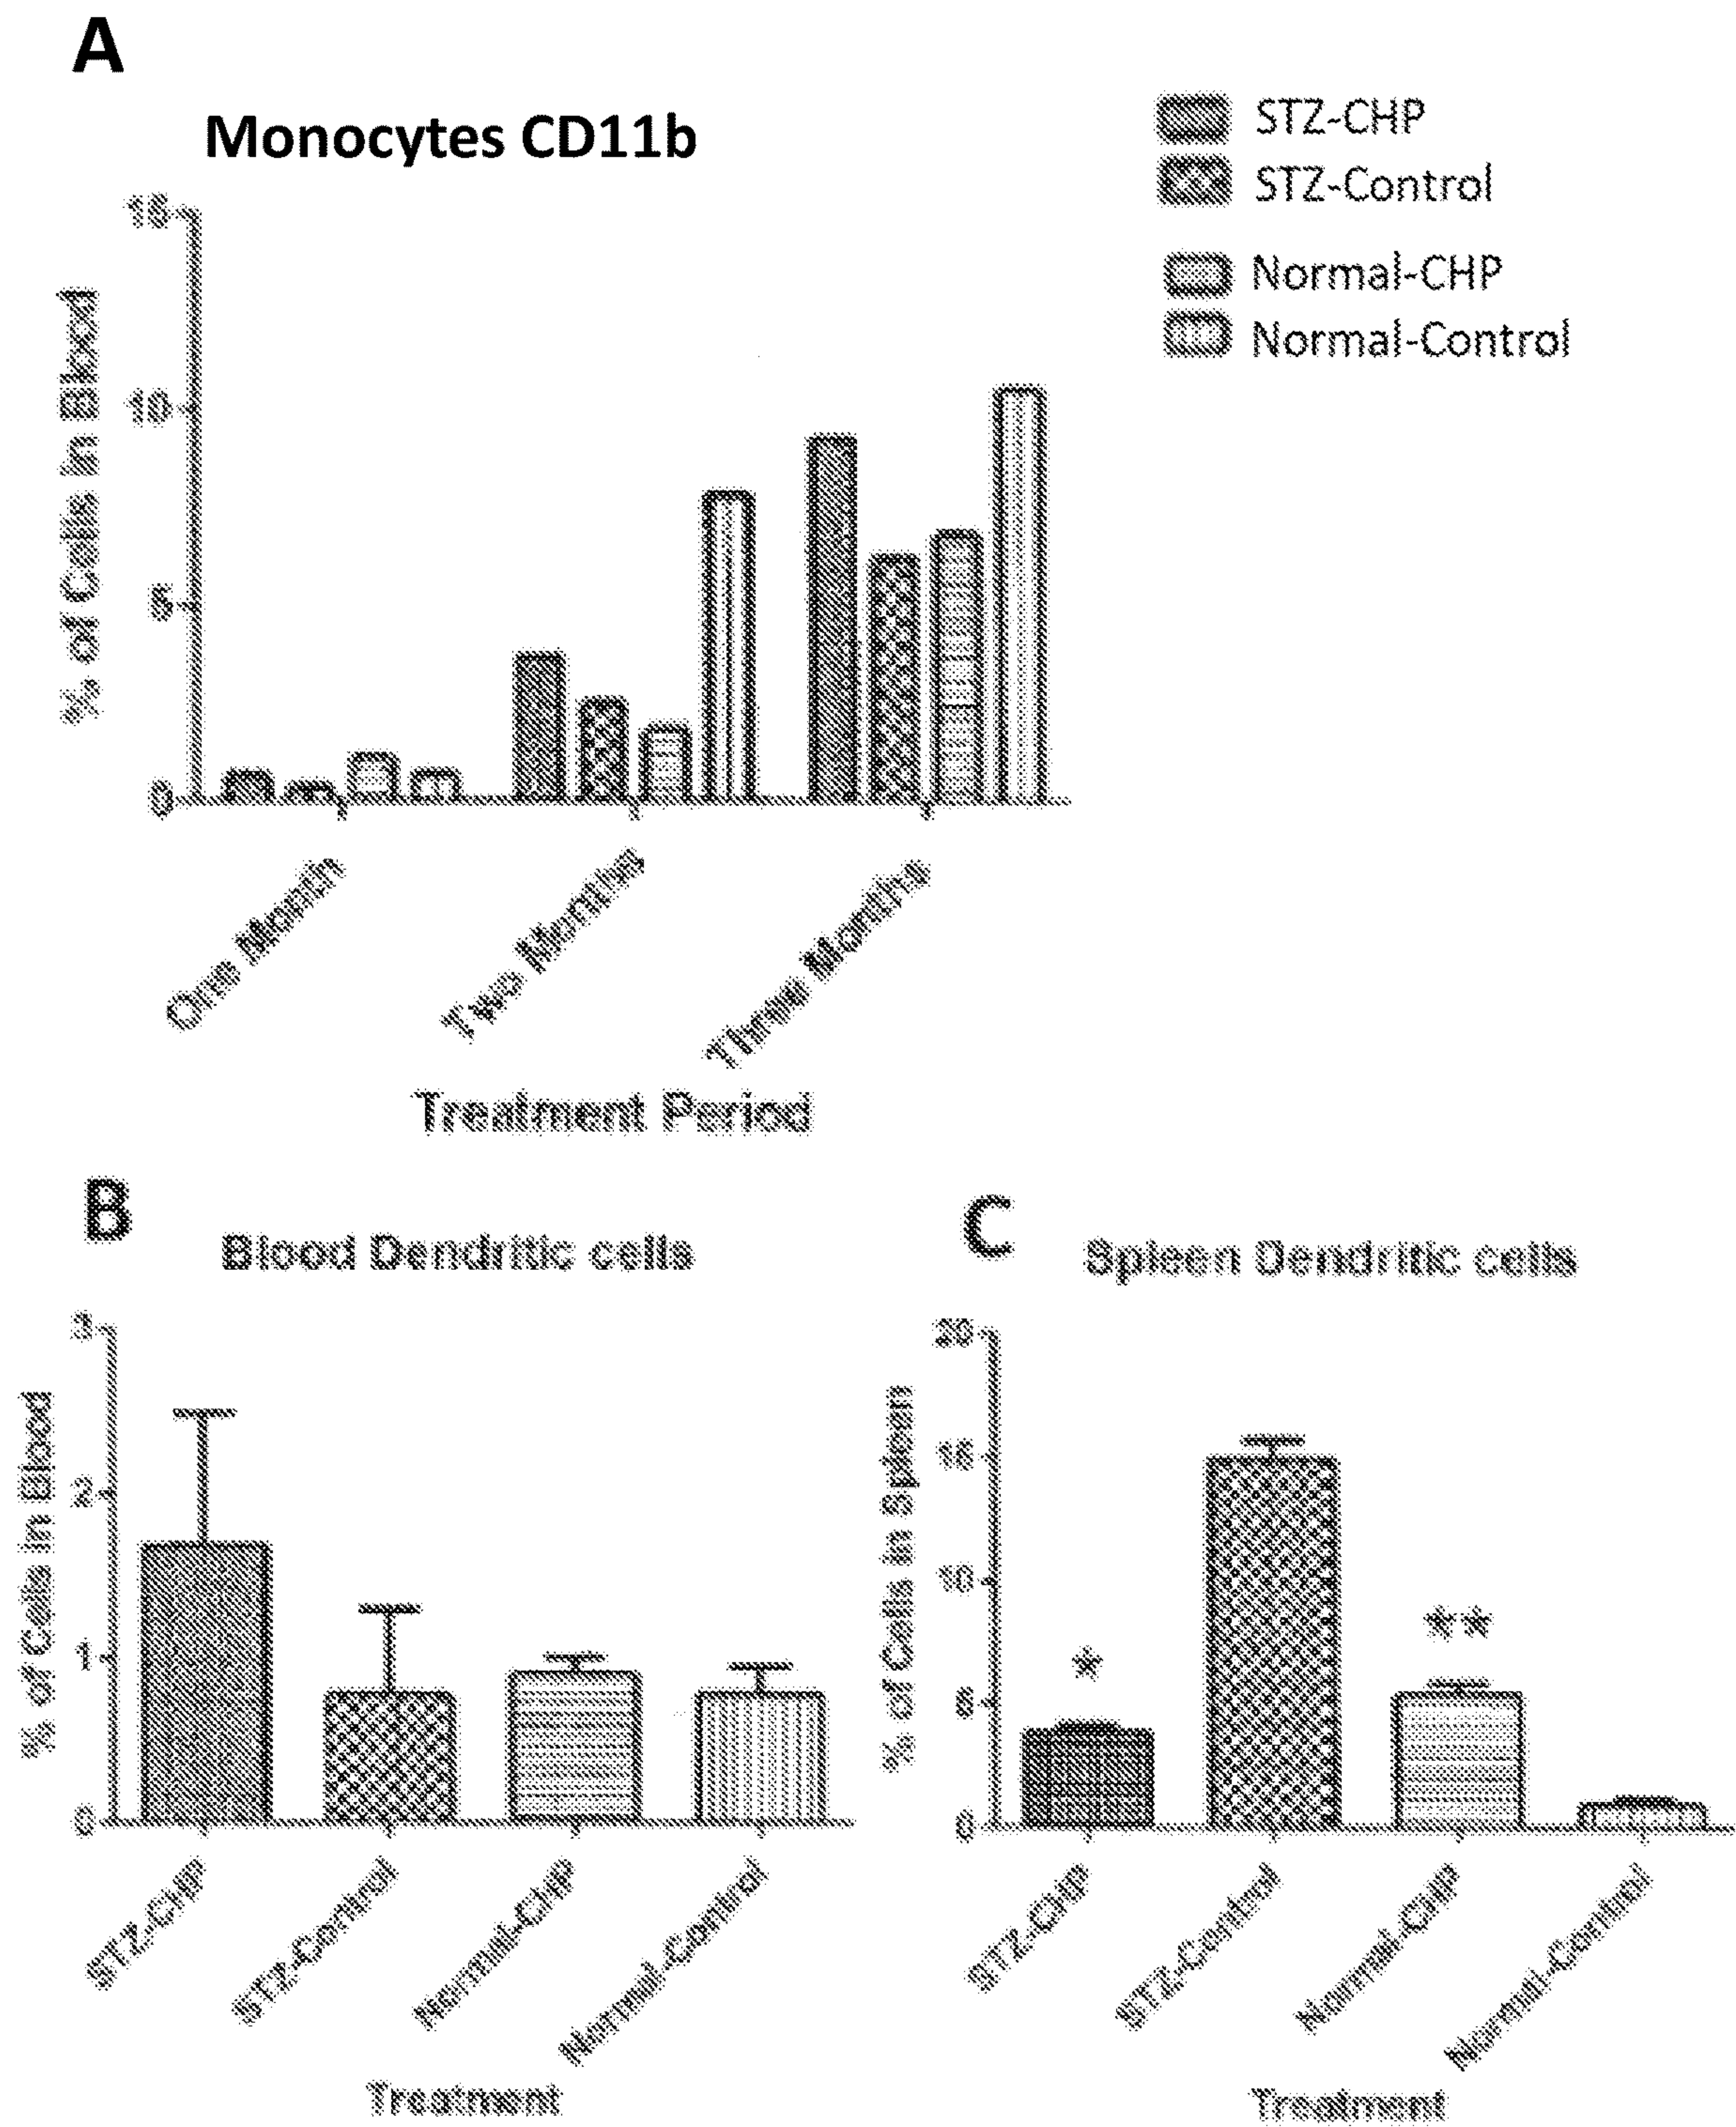 A
Monocytes CD11b
STZ-CHP
STZ-Control
Normal-CHP
Normal-Control
% of Cells in Blood
15
10
5
0
One Month
Two Months
Three Months
Treatment Period
B
Blood Dendritic cells
% of Cells in Blood
3
2
1
0
STZ-CHP
STZ-Control
Normal-CHP
Normal-Control
Treatment
C
Spleen Dendritic cells
% of Cells in Spleen
20
15
10
5
0
*
**
STZ-CHP
STZ-Control
Normal-CHP
Normal-Control
Treatment